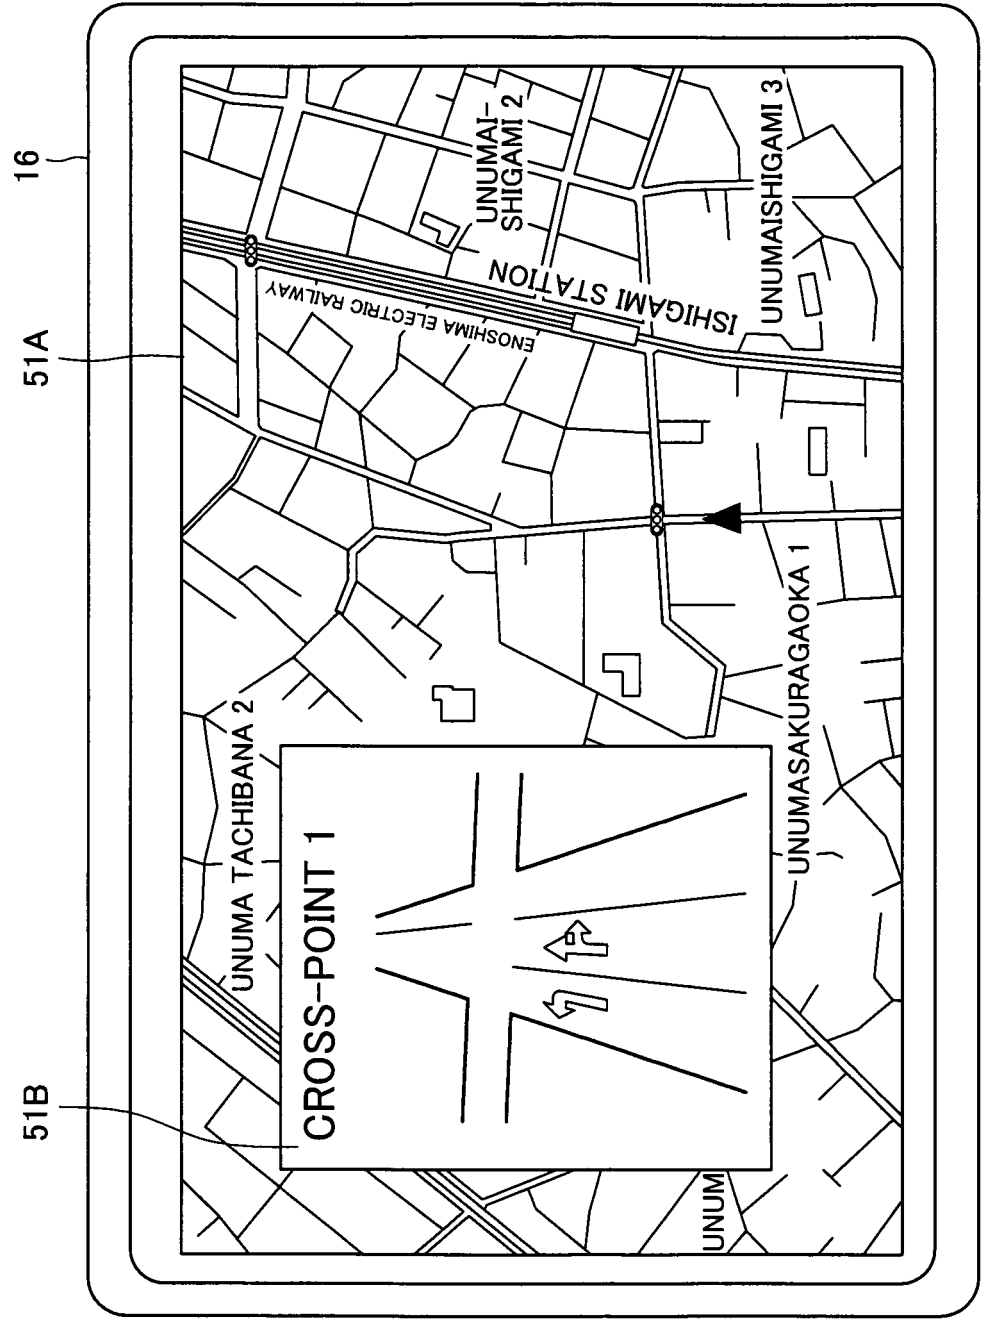 16
51A
51B
UNUMAI-
SHIGAMI 2
UNUMAISHIGAMI 3
ISHIGAMI STATION
ENOSHIMA ELECTRIC RAILWAY
UNUMA TACHIBANA 2
UNUMASAKURAGAOKA 1
CROSS-POINT 1
UNUM